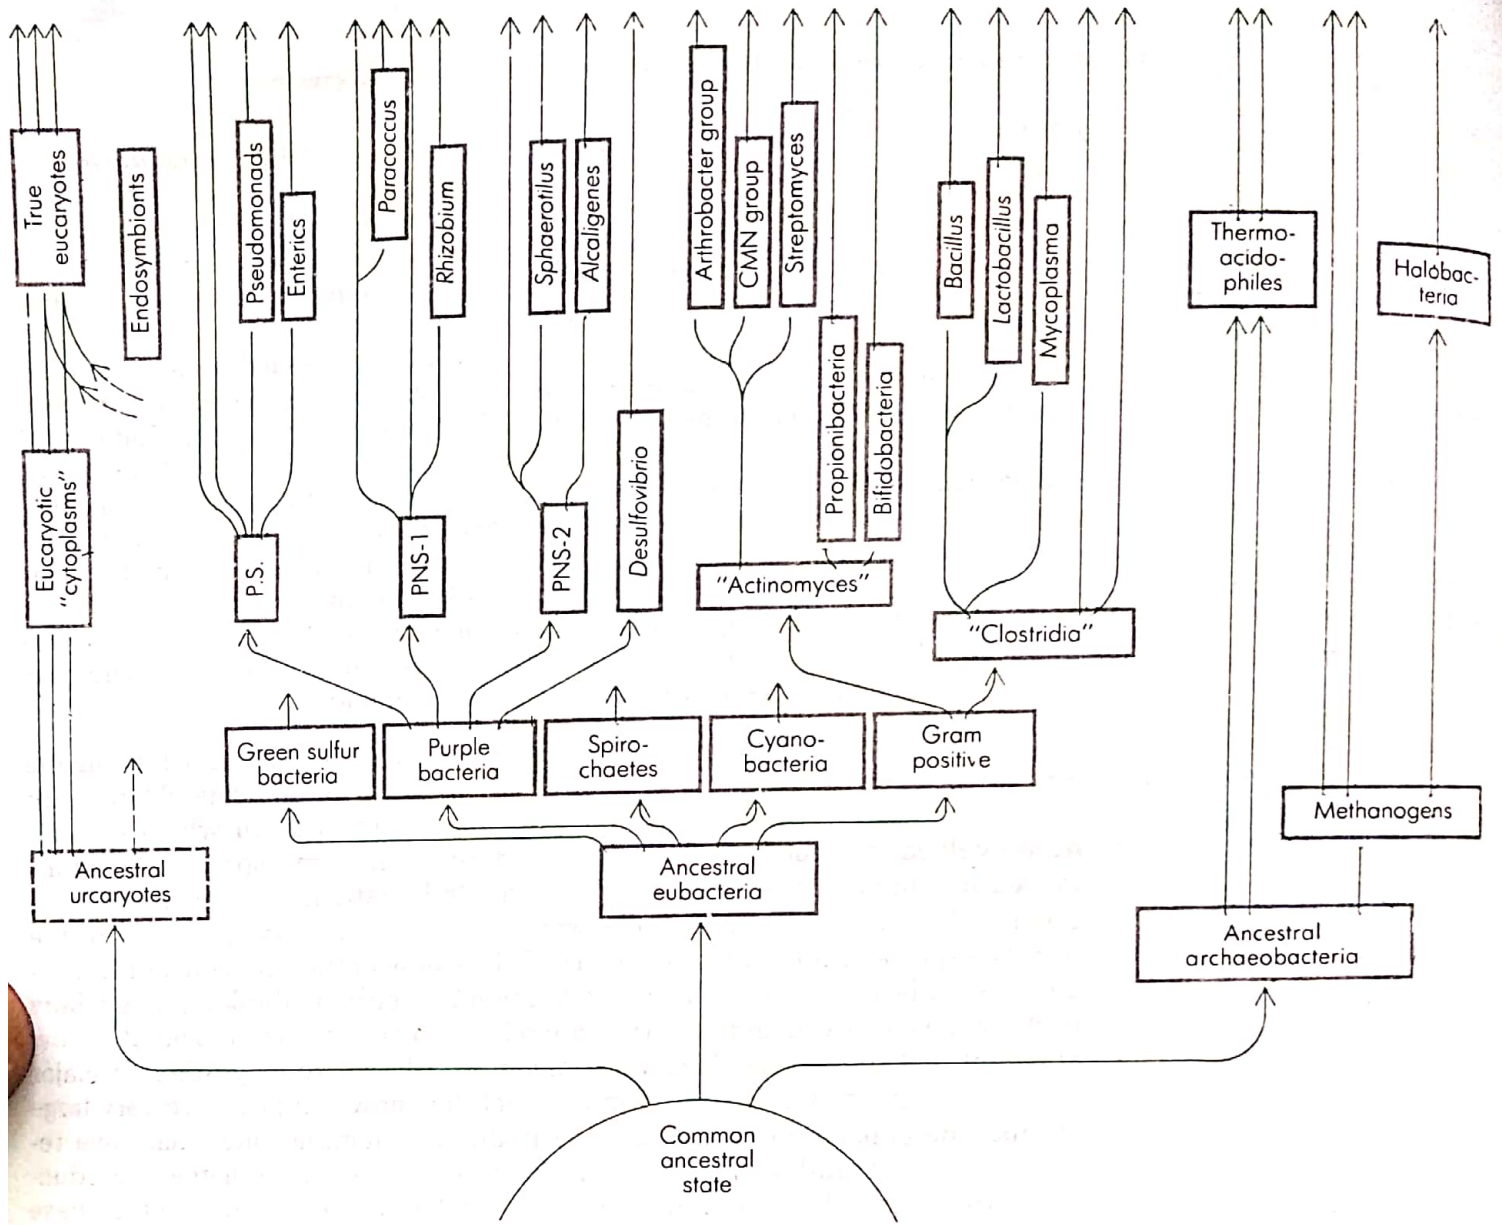 True
eucaryotes
Endosymbionts
Pseudomonads
Enterics
Paracoccus
Rhizobium
Sphaerotilus
Alcaligenes
Arthrobacter group
CMN group
Streptomyces
Propionibacteria
Bifidobacteria
Bacillus
Lactobacillus
Mycoplasma
Thermo-
acido-
philes
Halobac-
teria
Eucaryotic
"cytoplasms"
P.S.
PNS-1
PNS-2
Desulfovibrio
"Actinomyces"
"Clostridia"
Green sulfur
bacteria
Purple
bacteria
Spiro-
chaetes
Cyano-
bacteria
Gram
positive
Methanogens
Ancestral
urcaryotes
Ancestral
eubacteria
Ancestral
archaeobacteria
Common
ancestral
state